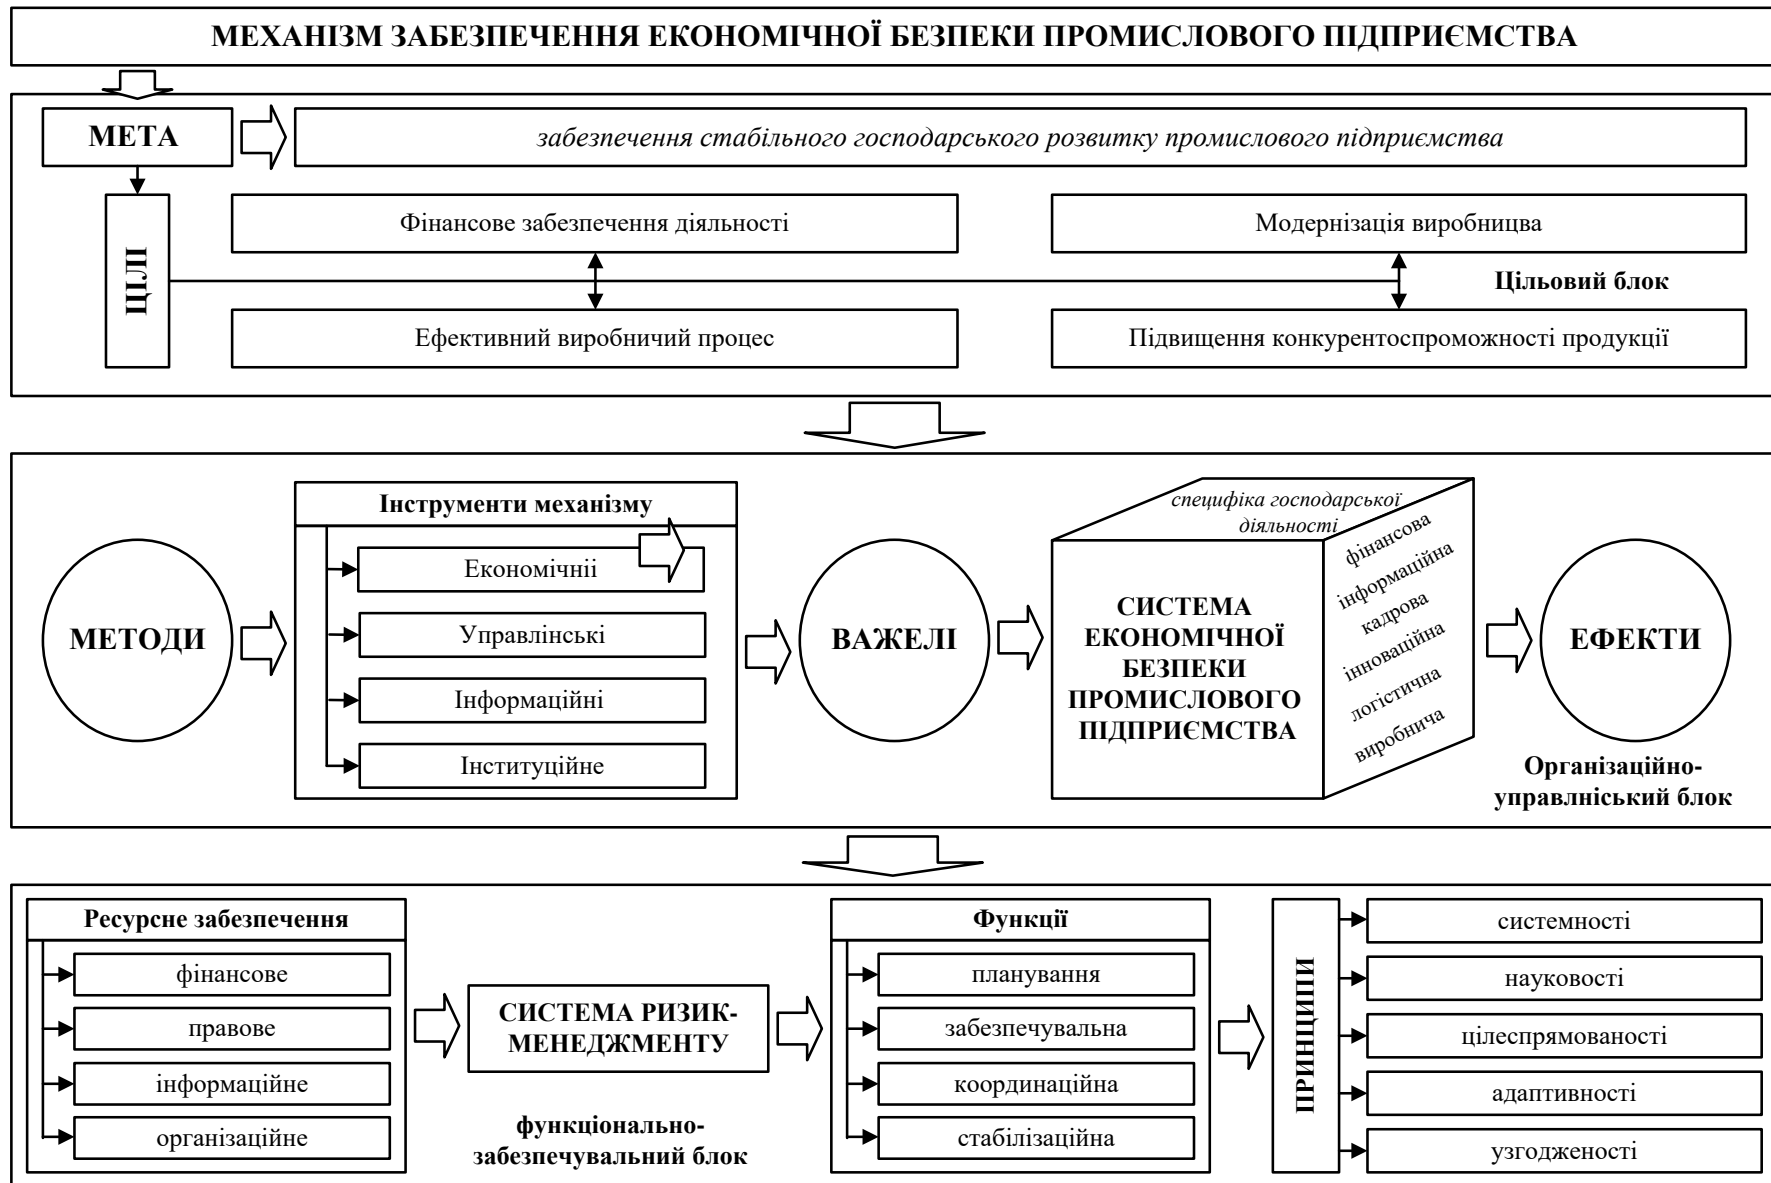 МЕХАНІЗМ ЗАБЕЗПЕЧЕННЯ ЕКОНОМІЧНОЇ БЕЗПЕКИ ПРОМИСЛОВОГО ПІДПРИЄМСТВА
МЕТА
забезпечення стабільного господарського розвитку промислового підприємства
ЦІЛІ
Фінансове забезпечення діяльності
Модернізація виробницва
Цільовий блок
Ефективний виробничий процес
Підвищення конкурентоспроможності продукції
МЕТОДИ
Інструменти механізму
Економічніі
Управлінські
Інформаційні
Інституційне
ВАЖЕЛІ
специфіка господарської
діяльності
СИСТЕМА
ЕКОНОМІЧНОЇ
БЕЗПЕКИ
ПРОМИСЛОВОГО
ПІДПРИЄМСТВА
фінансова
інформаційна
кадрова
інноваційна
логістична
виробнича
ЕФЕКТИ
Організаційно-
управлніський блок
Ресурсне забезпечення
фінансове
правове
інформаційне
організаційне
СИСТЕМА РИЗИК-
МЕНЕДЖМЕНТУ
функціонально-
забезпечувальний блок
Функції
планування
забезпечувальна
координаційна
стабілізаційна
ПРИНЦИПИ
системності
науковості
цілеспрямованості
адаптивності
узгодженості